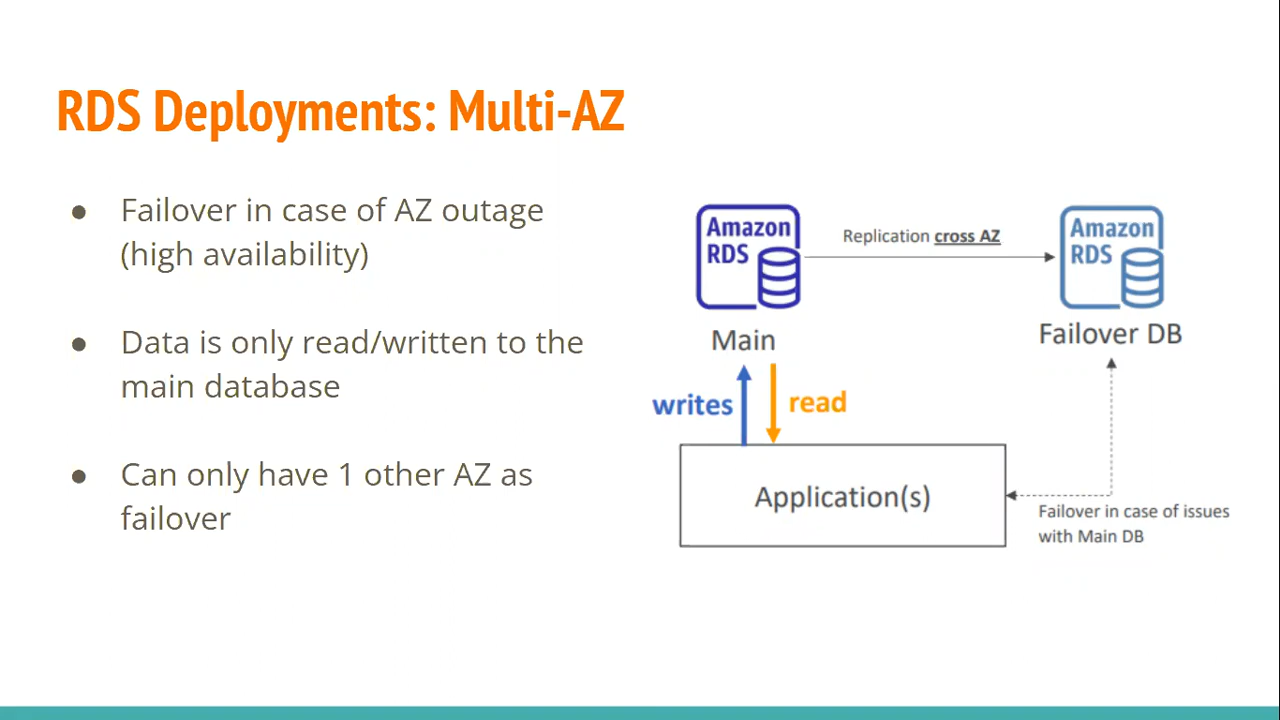 RDS Deployments: Multi-AZ
● Failover in case of AZ outage
(high availability)
● Data is only read/written to the
main database
● Can only have 1 other AZ as
failover
Amazon
RDS
Replication cross AZ
Amazon
RDS
Main
Failover DB
writes
read
Application(s)
Failover in case of issues
with Main DB